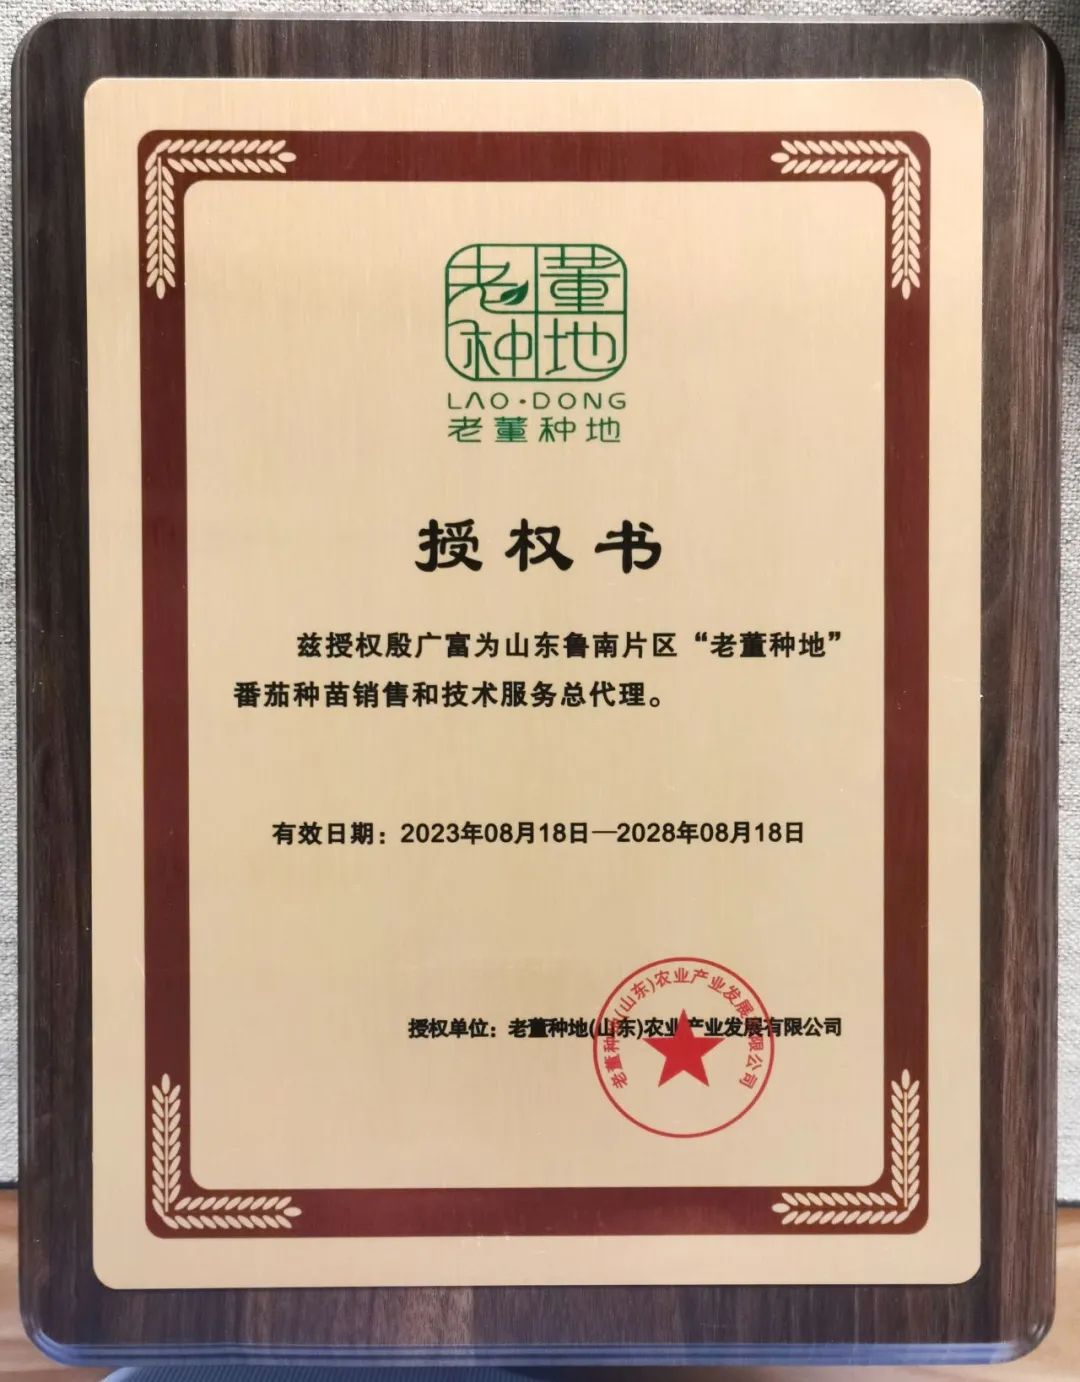 老董
种地
LAO·DONG
老董种地
授权书
兹授权殷广富为山东鲁南片区“老董种地”
番茄种苗销售和技术服务总代理。
有效日期：2023年08月18日—2028年08月18日
授权单位：老董种地(山东)农业产业发展有限公司
老董种地(山东)农业产业发展有限公司